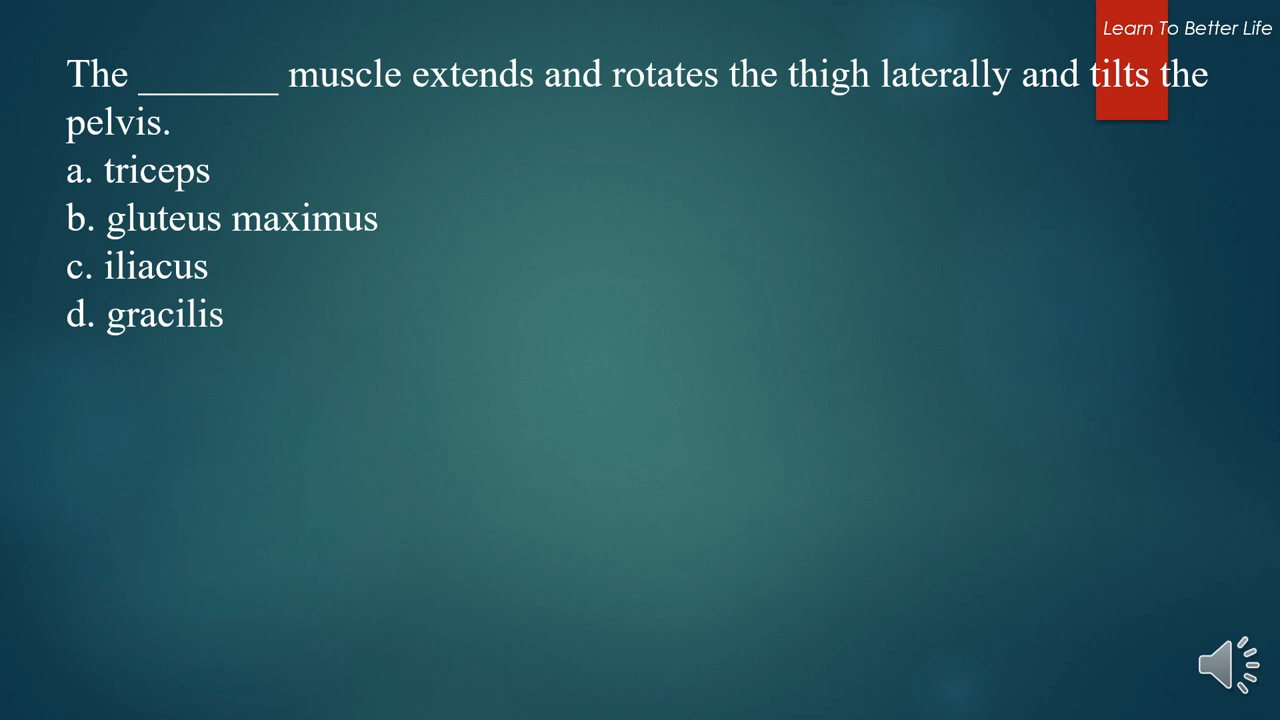 Learn To Better Life
The _______ muscle extends and rotates the thigh laterally and tilts the
pelvis.
a. triceps
b. gluteus maximus
c. iliacus
d. gracilis